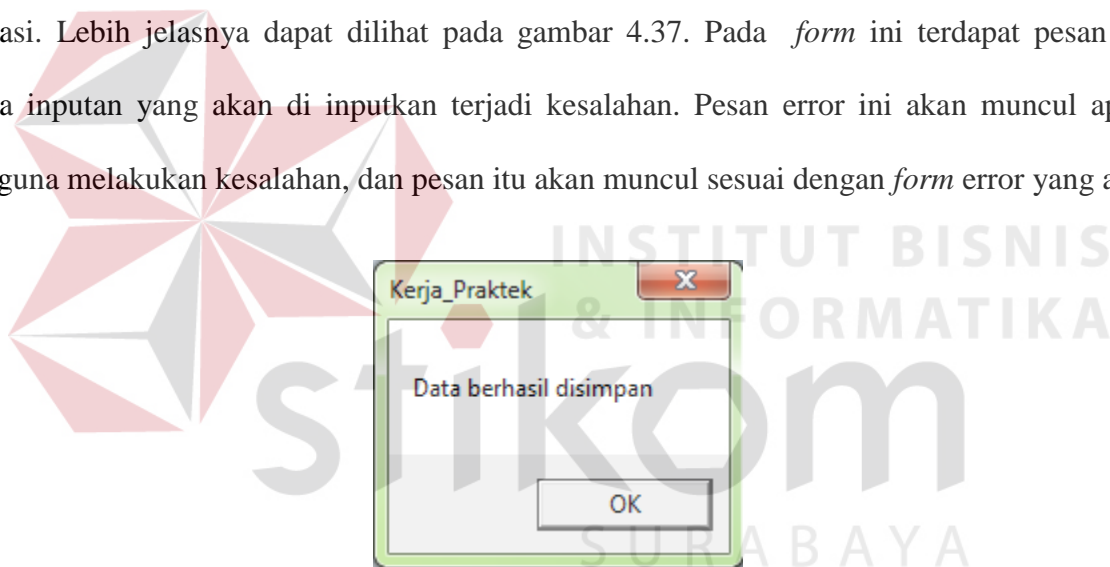 asi. Lebih jelasnya dapat dilihat pada gambar 4.37. Pada form ini terdapat pesan
a inputan yang akan di inputkan terjadi kesalahan. Pesan error ini akan muncul ap
guna melakukan kesalahan, dan pesan itu akan muncul sesuai dengan form error yang a
INSTITUT BISNIS
& INFORMATIKA
stikom
SURABAYA
Kerja_Praktek
Data berhasil disimpan
OK